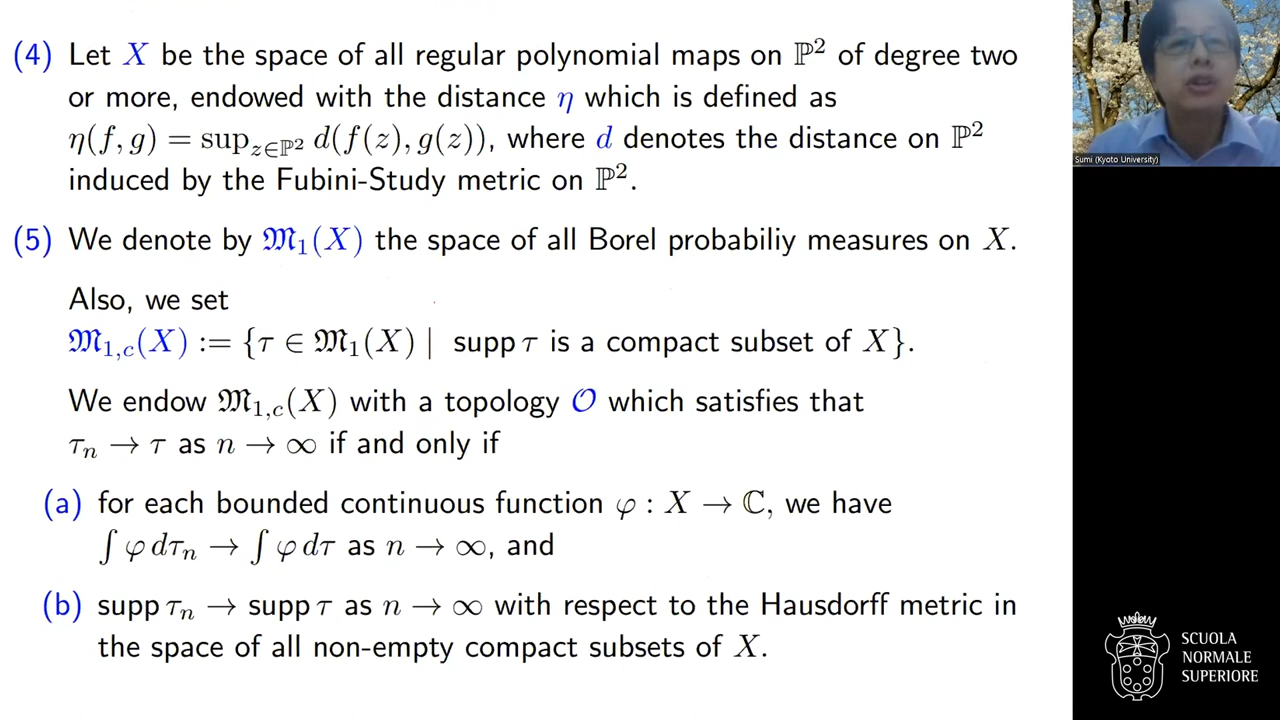 (4) Let X be the space of all regular polynomial maps on ℙ² of degree two
or more, endowed with the distance η which is defined as
η(f, g) = sup_{z∈ℙ²} d(f(z), g(z)), where d denotes the distance on ℙ²
induced by the Fubini-Study metric on ℙ².
(5) We denote by 𝔐₁(X) the space of all Borel probabiliy measures on X.
Also, we set
𝔐_{1,c}(X) := {τ ∈ 𝔐₁(X) | supp τ is a compact subset of X}.
We endow 𝔐_{1,c}(X) with a topology 𝒪 which satisfies that
τₙ → τ as n → ∞ if and only if
(a) for each bounded continuous function φ : X → ℂ, we have
∫ φ dτₙ → ∫ φ dτ as n → ∞, and
(b) supp τₙ → supp τ as n → ∞ with respect to the Hausdorff metric in
the space of all non-empty compact subsets of X.
Sumi (Kyoto University)
SCUOLA
NORMALE
SUPERIORE